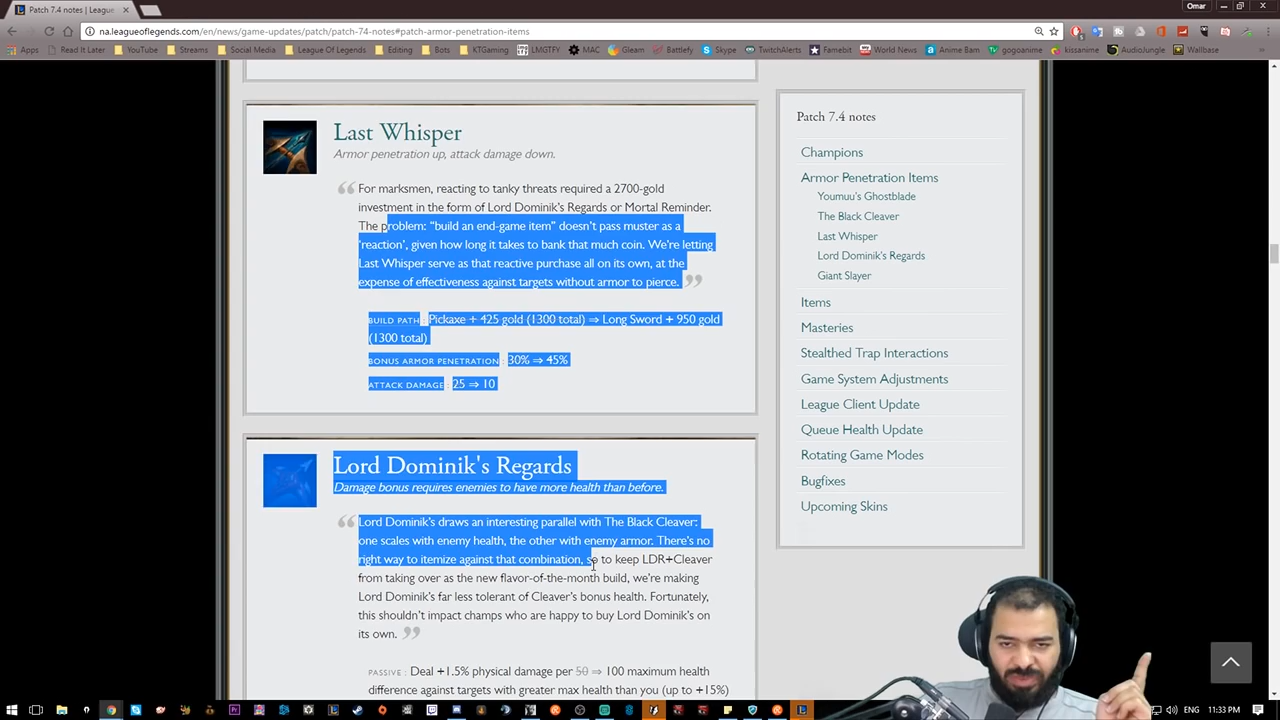 Patch 7.4 notes | League
Omar
na.leagueoflegends.com/en/news/game-updates/patch/patch-74-notes#patch-armor-penetration-items
Apps Read It Later YouTube Streams Social Media League Of Legends Editing Bots KTGaming LMGTFY MAC Gleam Battlefy Skype TwitchAlerts Famebit World News Anime Bam gogoanime kissanime AudioJungle Wallbase
Last Whisper
Armor penetration up, attack damage down.
For marksmen, reacting to tanky threats required a 2700-gold
investment in the form of Lord Dominik's Regards or Mortal Reminder.
The problem: "build an end-game item" doesn't pass muster as a
'reaction', given how long it takes to bank that much coin. We're letting
Last Whisper serve as that reactive purchase all on its own, at the
expense of effectiveness against targets without armor to pierce.
BUILD PATH : Pickaxe + 425 gold (1300 total) ⇒ Long Sword + 950 gold
(1300 total)
BONUS ARMOR PENETRATION : 30% ⇒ 45%
ATTACK DAMAGE : 25 ⇒ 10
Lord Dominik's Regards
Damage bonus requires enemies to have more health than before.
Lord Dominik's draws an interesting parallel with The Black Cleaver:
one scales with enemy health, the other with enemy armor. There's no
right way to itemize against that combination, so to keep LDR+Cleaver
from taking over as the new flavor-of-the-month build, we're making
Lord Dominik's far less tolerant of Cleaver's bonus health. Fortunately,
this shouldn't impact champs who are happy to buy Lord Dominik's on
its own.
PASSIVE : Deal +1.5% physical damage per 50 ⇒ 100 maximum health
difference against targets with greater max health than you (up to +15%)
Patch 7.4 notes
Champions
Armor Penetration Items
Youmuu's Ghostblade
The Black Cleaver
Last Whisper
Lord Dominik's Regards
Giant Slayer
Items
Masteries
Stealthed Trap Interactions
Game System Adjustments
League Client Update
Queue Health Update
Rotating Game Modes
Bugfixes
Upcoming Skins
ENG 11:33 PM